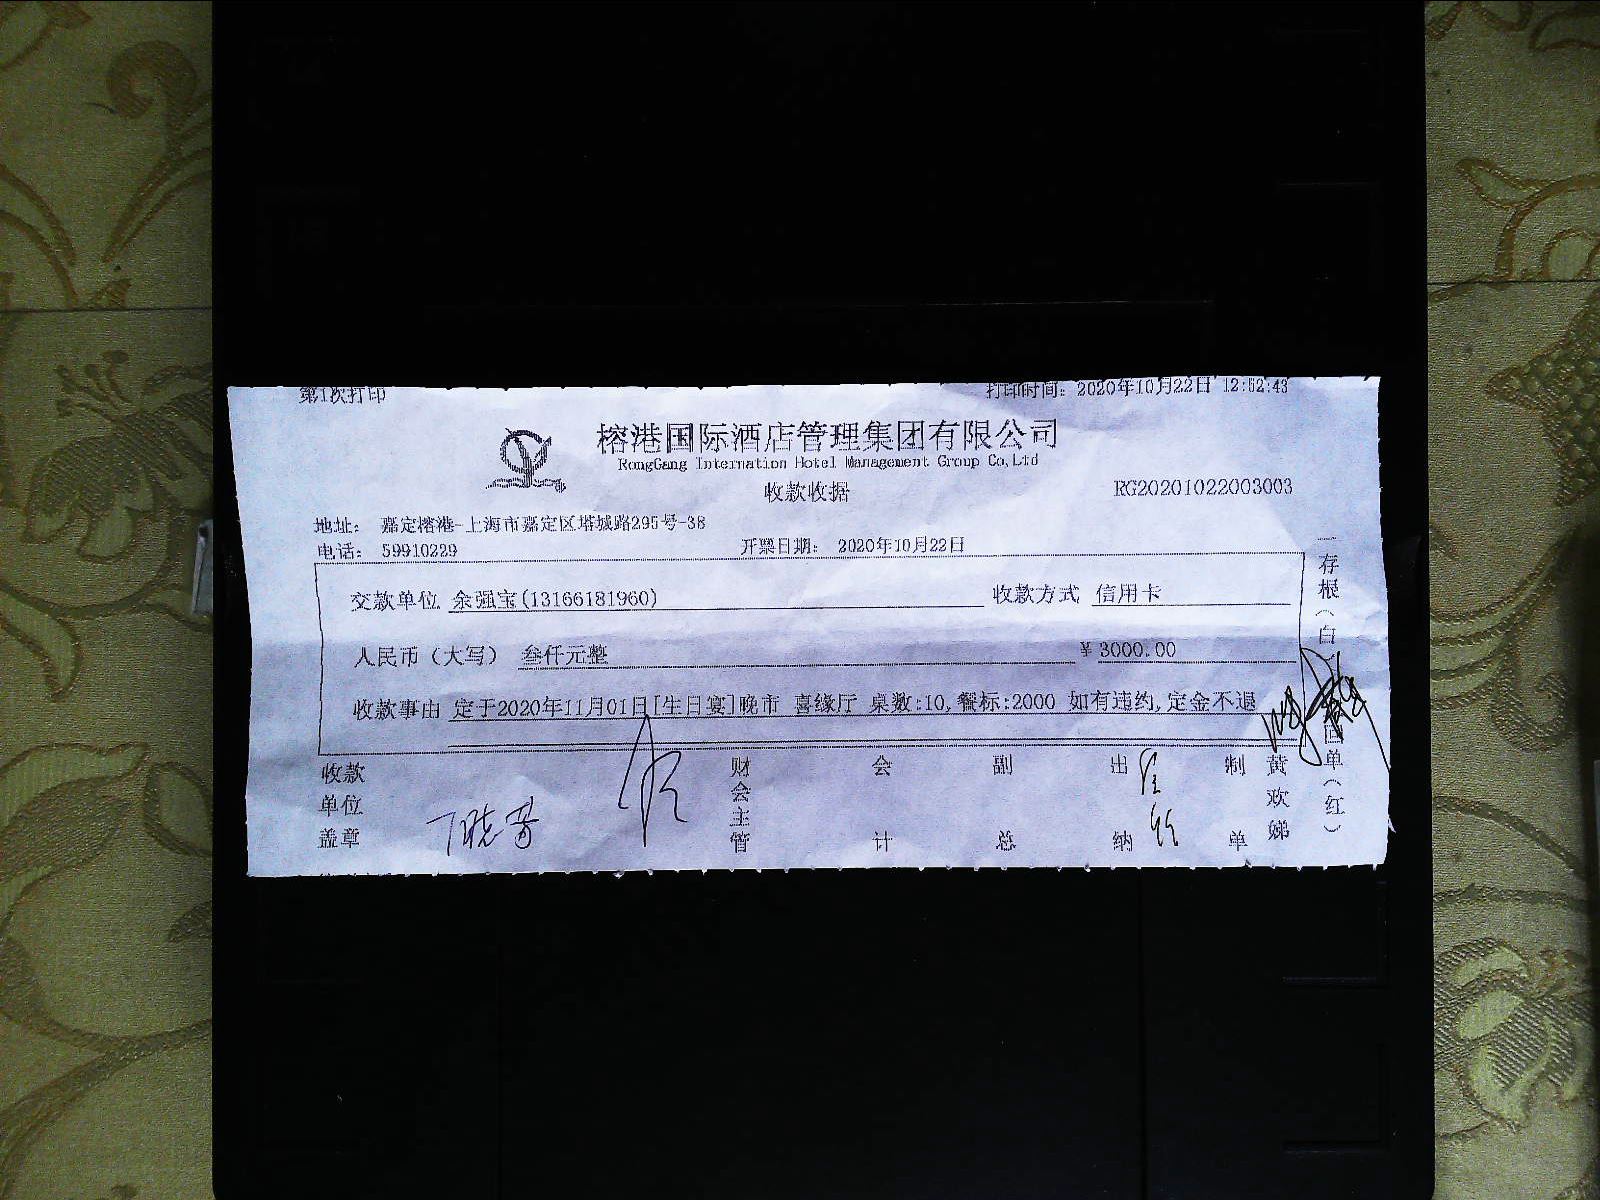 第1次打印 打印时间：2020年10月22日 12:52:43
榕港国际酒店管理集团有限公司
RongGang Internation Hotel Management Group Co,Ltd
收款收据 RG20201022003003
地址： 嘉定榕港-上海市嘉定区塔城路295号-38
电话： 59910229 开票日期： 2020年10月22日
交款单位 余强宝(13166181960) 收款方式 信用卡
人民币（大写） 叁仟元整 ￥3000.00
收款事由 定于2020年11月01日[生日宴]晚市 喜缘厅 桌数:10,餐标:2000 如有违约,定金不退
收款单位盖章 丁晓 财会主管 会计 副总 出纳 制单 黄欢娣
一存根（白 回单（红）